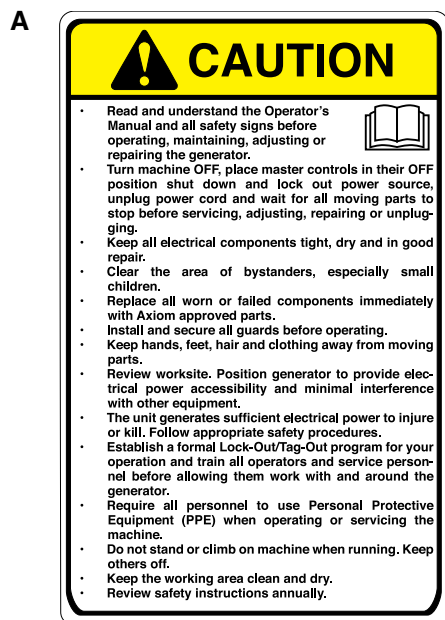 A
CAUTION
· Read and understand the Operator's
Manual and all safety signs before
operating, maintaining, adjusting or
repairing the generator.
· Turn machine OFF, place master controls in their OFF
position shut down and lock out power source,
unplug power cord and wait for all moving parts to
stop before servicing, adjusting, repairing or unplug-
ging.
· Keep all electrical components tight, dry and in good
repair.
· Clear the area of bystanders, especially small
children.
· Replace all worn or failed components immediately
with Axiom approved parts.
· Install and secure all guards before operating.
· Keep hands, feet, hair and clothing away from moving
parts.
· Review worksite. Position generator to provide elec-
trical power accessibility and minimal interference
with other equipment.
· The unit generates sufficient electrical power to injure
or kill. Follow appropriate safety procedures.
· Establish a formal Lock-Out/Tag-Out program for your
operation and train all operators and service person-
nel before allowing them work with and around the
generator.
· Require all personnel to use Personal Protective
Equipment (PPE) when operating or servicing the
machine.
· Do not stand or climb on machine when running. Keep
others off.
· Keep the working area clean and dry.
· Review safety instructions annually.